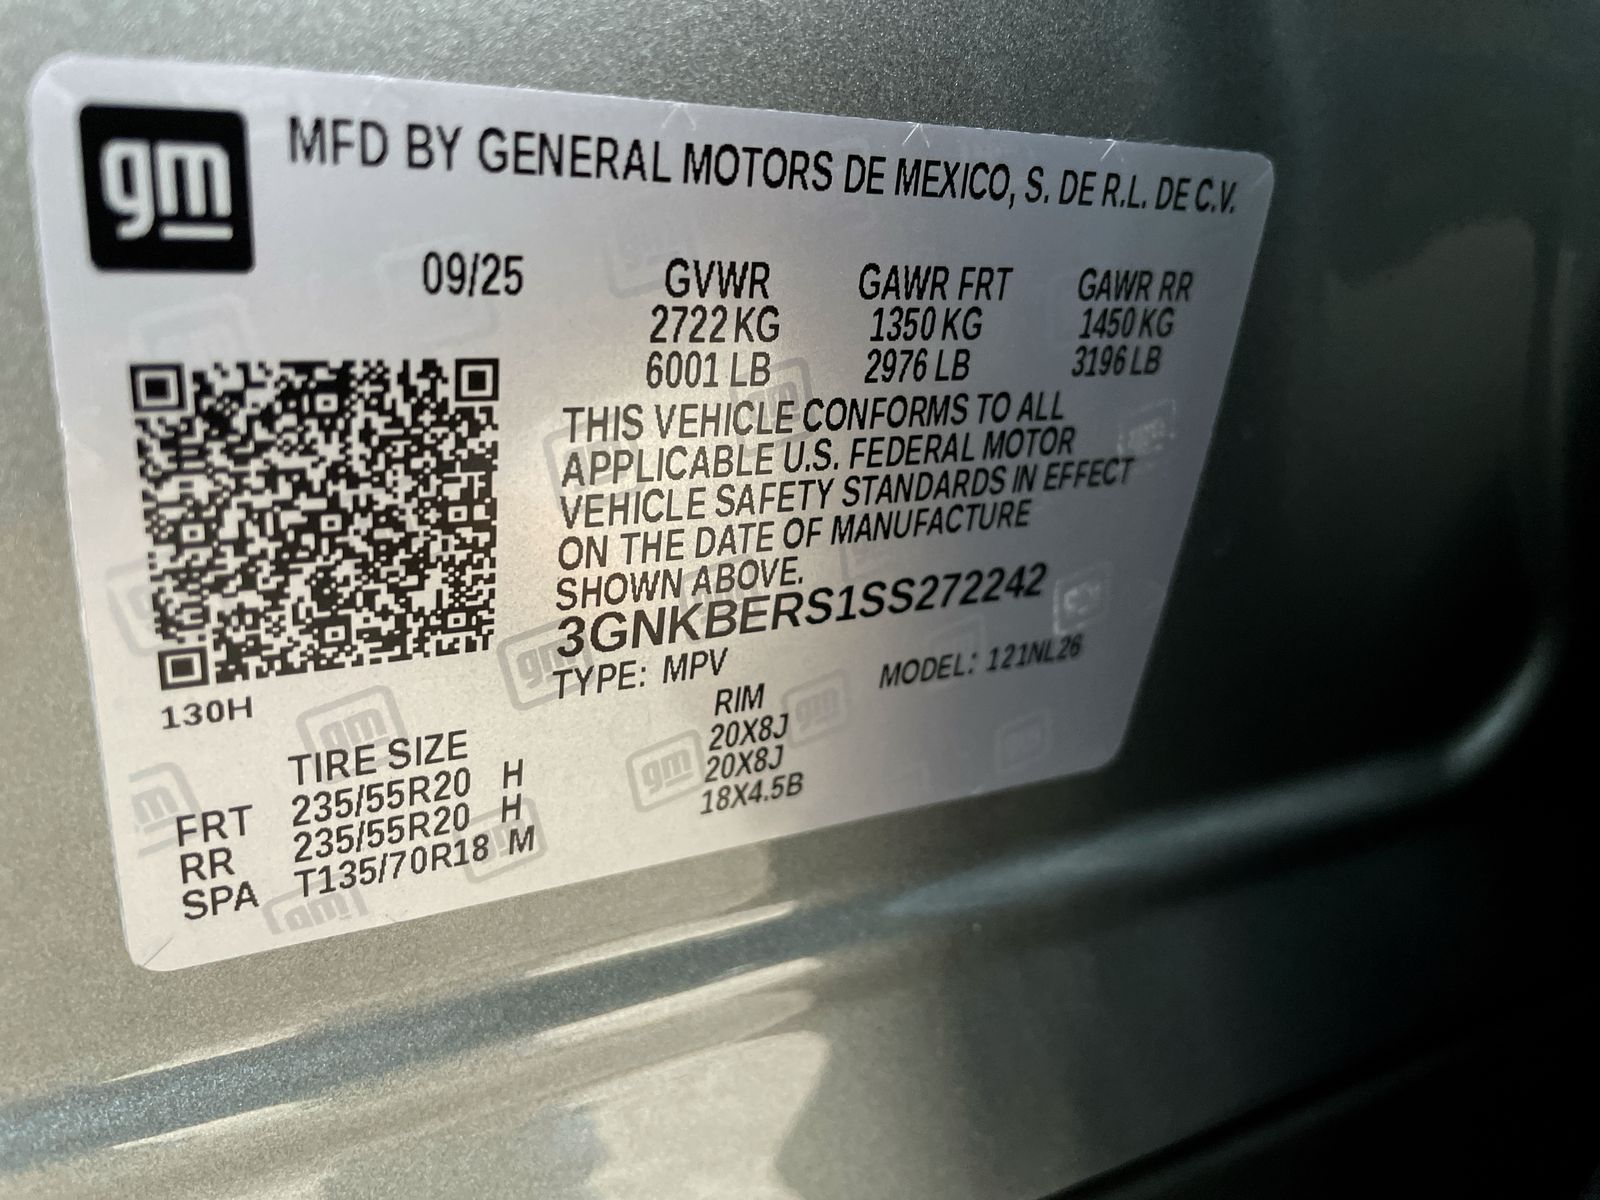 gm
MFD BY GENERAL MOTORS DE MEXICO, S. DE R.L. DE C.V.
09/25 GVWR GAWR FRT GAWR RR
2722 KG 1350 KG 1450 KG
6001 LB 2976 LB 3196 LB
THIS VEHICLE CONFORMS TO ALL
APPLICABLE U.S. FEDERAL MOTOR
VEHICLE SAFETY STANDARDS IN EFFECT
ON THE DATE OF MANUFACTURE
SHOWN ABOVE.
3GNKBERS1SS272242
TYPE: MPV MODEL: 121NL26
130H
TIRE SIZE RIM
FRT 235/55R20 H 20X8J
RR 235/55R20 H 20X8J
SPA T135/70R18 M 18X4.5B